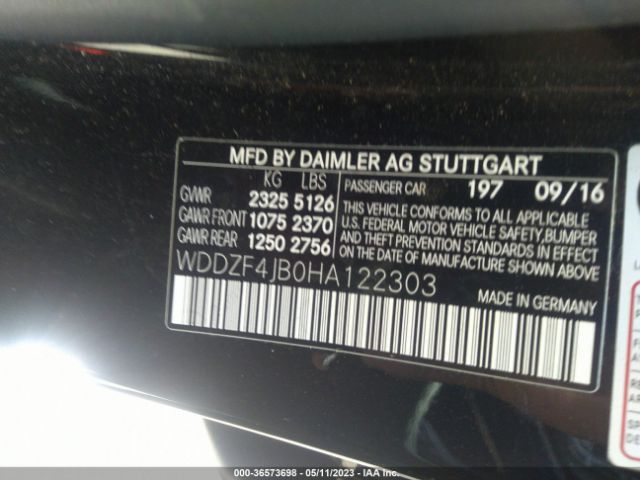 MFD BY DAIMLER AG STUTTGART
KG LBS
GVWR 2325 5126
GAWR FRONT 1075 2370
GAWR REAR 1250 2756
PASSENGER CAR 197 09/16
THIS VEHICLE CONFORMS TO ALL APPLICABLE
U.S. FEDERAL MOTOR VEHICLE SAFETY, BUMPER
AND THEFT PREVENTION STANDARDS IN EFFECT
ON THE DATE OF MANUFACTURE SHOWN ABOVE.
WDDZF4JB0HA122303
MADE IN GERMANY
000-36573698 - 05/11/2023 - IAAI.COM